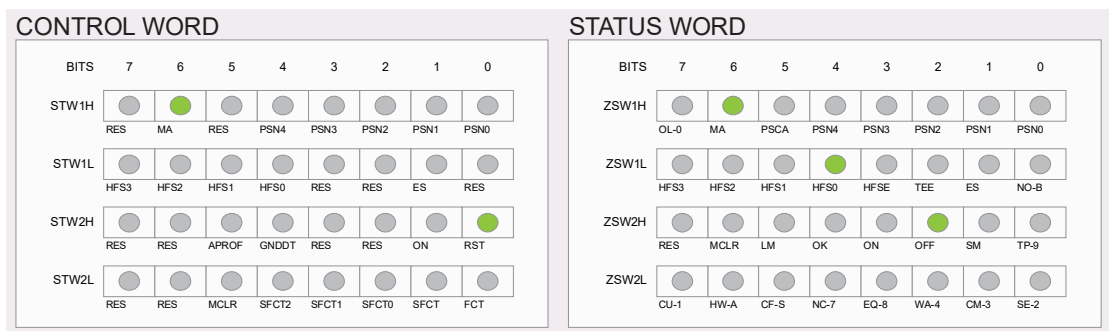 CONTROL WORD
BITS 7 6 5 4 3 2 1 0
STW1H
RES MA RES PSN4 PSN3 PSN2 PSN1 PSN0
STW1L
HFS3 HFS2 HFS1 HFS0 RES RES ES RES
STW2H
RES RES APROF GNDDT RES RES ON RST
STW2L
RES RES MCLR SFCT2 SFCT1 SFCT0 SFCT FCT
STATUS WORD
BITS 7 6 5 4 3 2 1 0
ZSW1H
OL-0 MA PSCA PSN4 PSN3 PSN2 PSN1 PSN0
ZSW1L
HFS3 HFS2 HFS1 HFS0 HFSE TEE ES NO-B
ZSW2H
RES MCLR LM OK ON OFF SM TP-9
ZSW2L
CU-1 HW-A CF-S NC-7 EQ-8 WA-4 CM-3 SE-2